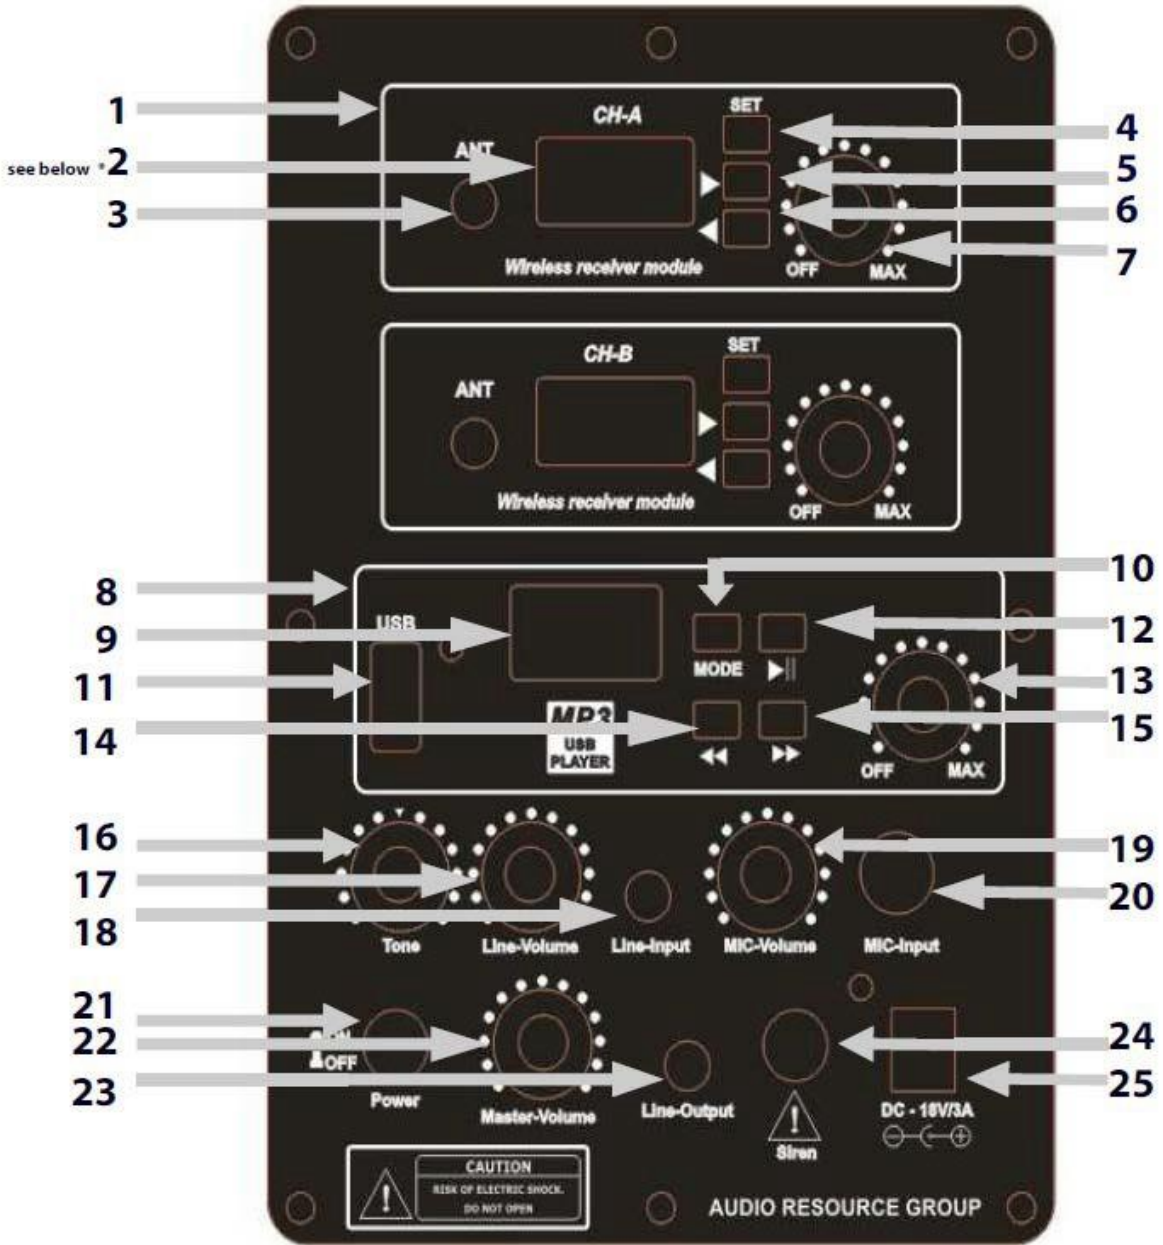 1
see below *2
3
CH-A
SET
ANT
Wireless receiver module
OFF
MAX
4
5
6
7
CH-B
SET
ANT
Wireless receiver module
OFF
MAX
8
9
11
14
USB
MODE
MP3
USB
PLAYER
OFF
MAX
10
12
13
15
16
17
18
Tone
Line-Volume
Line-Input
MIC-Volume
MIC-Input
19
20
21
22
23
OFF
Power
Master-Volume
Line-Output
Siren
DC - 18V/3A
24
25
CAUTION
RISK OF ELECTRIC SHOCK.
DO NOT OPEN
AUDIO RESOURCE GROUP